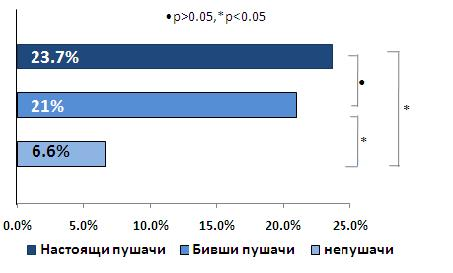 •p>0.05,*p<0.05
23.7%
21%
6.6%
•
*
*
0.0% 5.0% 10.0% 15.0% 20.0% 25.0%
Настоящи пушачи Бивши пушачи непушачи